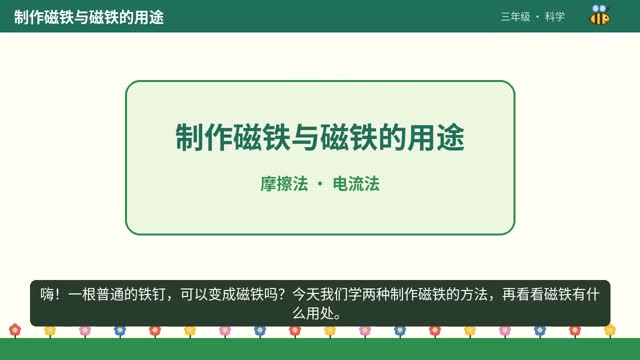 制作磁铁与磁铁的用途
三年级 · 科学
制作磁铁与磁铁的用途
摩擦法 · 电流法
嗨！一根普通的铁钉，可以变成磁铁吗？今天我们学两种制作磁铁的方法，再看看磁铁有什
么用处。